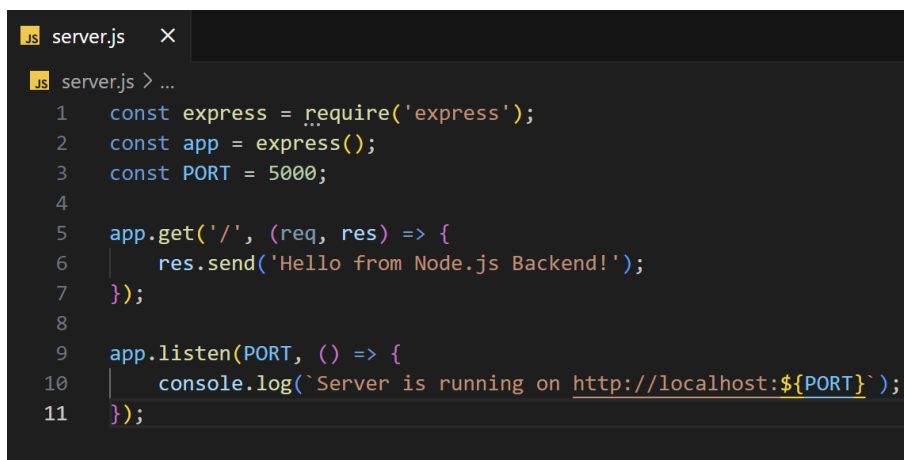 JS server.js ×
JS server.js > ...
1 const express = require('express');
2 const app = express();
3 const PORT = 5000;
4
5 app.get('/', (req, res) => {
6     res.send('Hello from Node.js Backend!');
7 });
8
9 app.listen(PORT, () => {
10     console.log(`Server is running on http://localhost:${PORT}`);
11 });